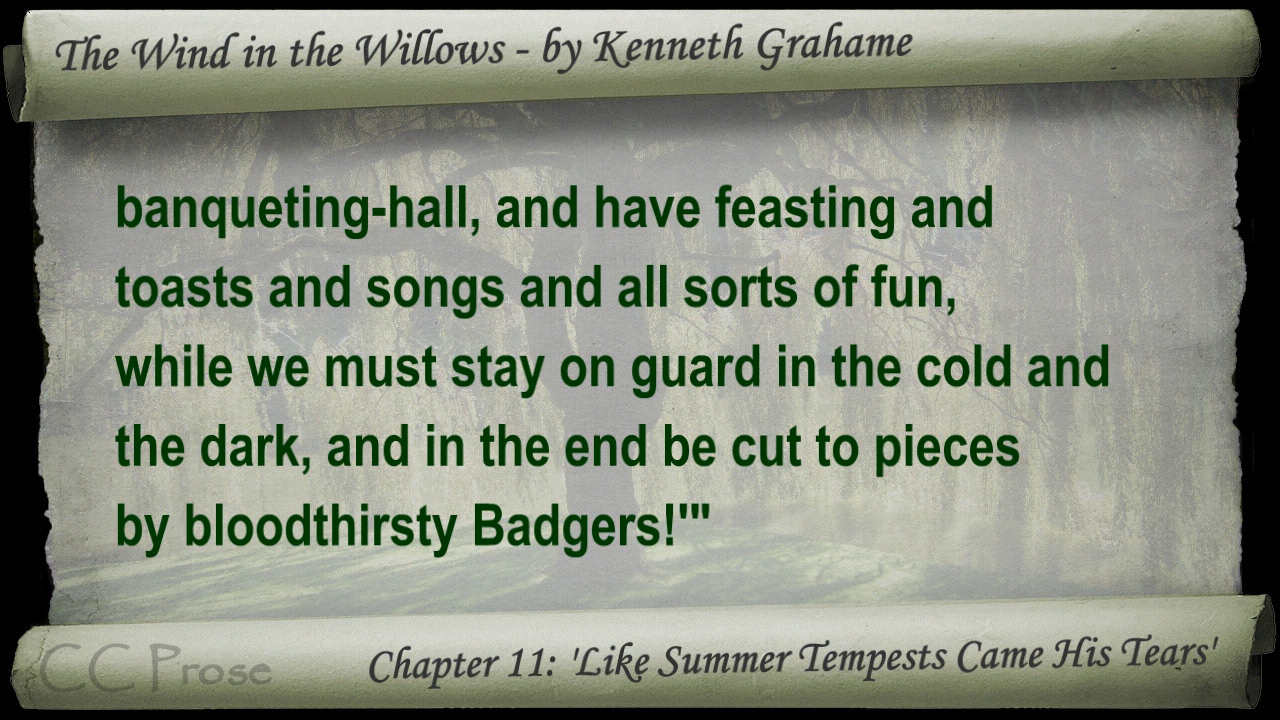 The Wind in the Willows - by Kenneth Grahame
banqueting-hall, and have feasting and
toasts and songs and all sorts of fun,
while we must stay on guard in the cold and
the dark, and in the end be cut to pieces
by bloodthirsty Badgers!'"
CC Prose
Chapter 11: 'Like Summer Tempests Came His Tears'